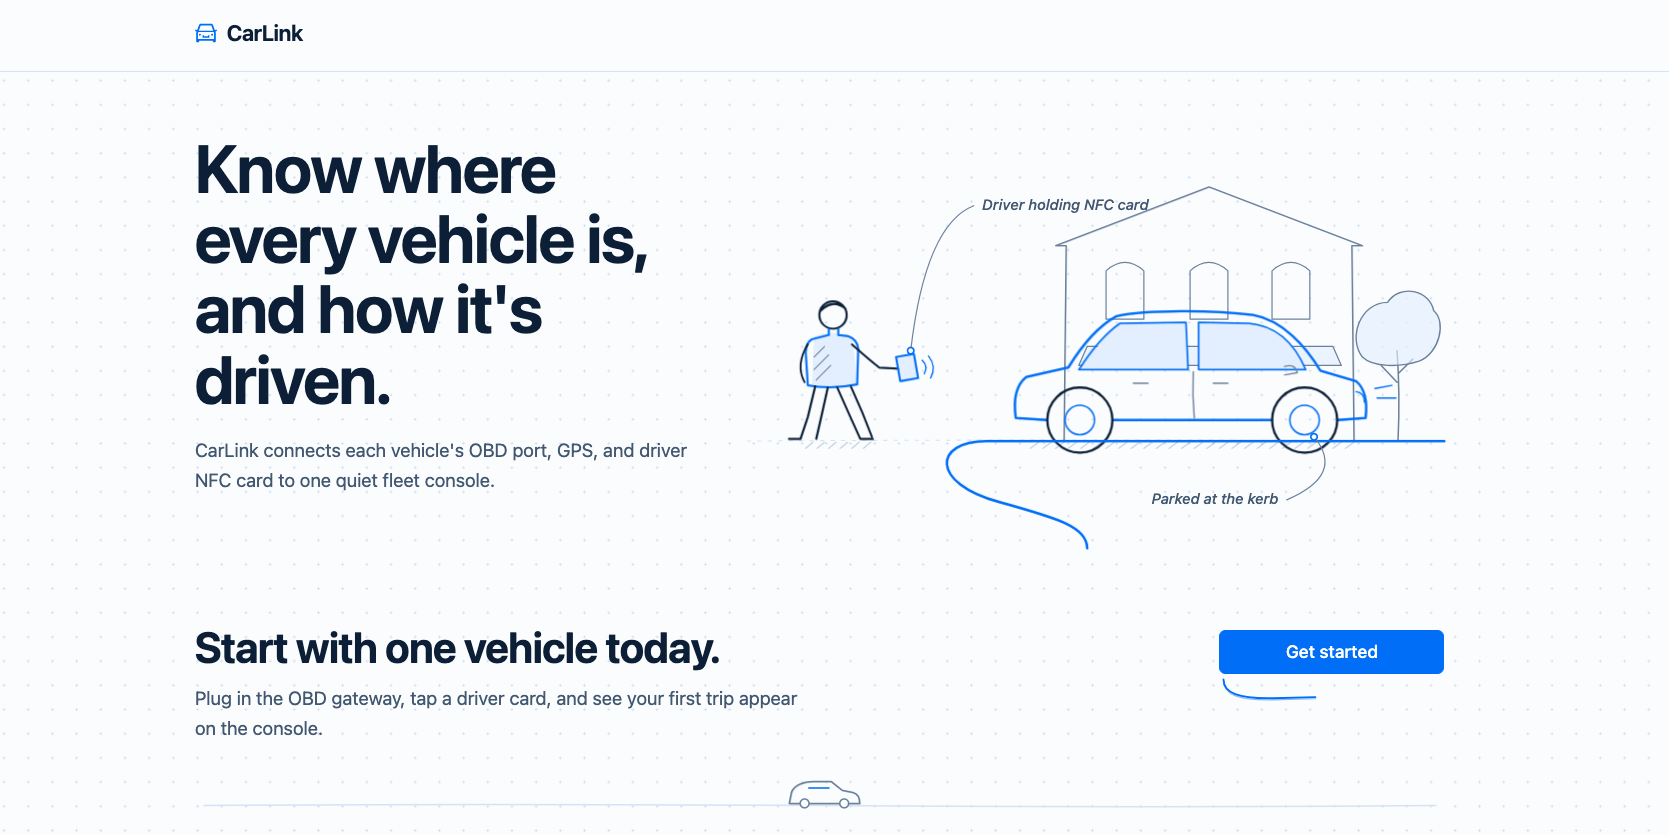 CarLink
Know where
every vehicle is,
and how it's
driven.
CarLink connects each vehicle's OBD port, GPS, and driver
NFC card to one quiet fleet console.
Driver holding NFC card
Parked at the kerb
Start with one vehicle today.
Plug in the OBD gateway, tap a driver card, and see your first trip appear
on the console.
Get started